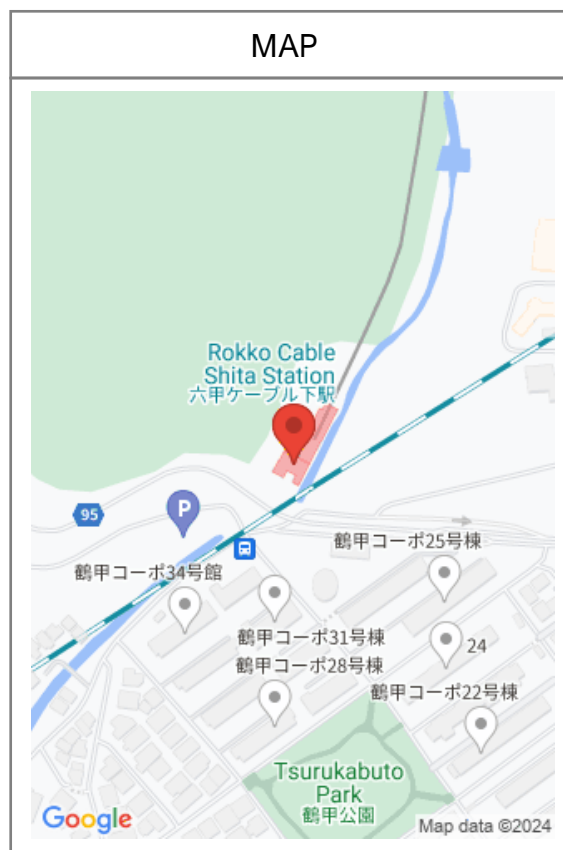 MAP
Rokko Cable
Shita Station
六甲ケーブル下駅
95
P
鶴甲コーポ25号棟
鶴甲コーポ34号館
鶴甲コーポ31号棟
24
鶴甲コーポ28号棟
鶴甲コーポ22号棟
Tsurukabuto
Park
鶴甲公園
Google
Map data ©2024